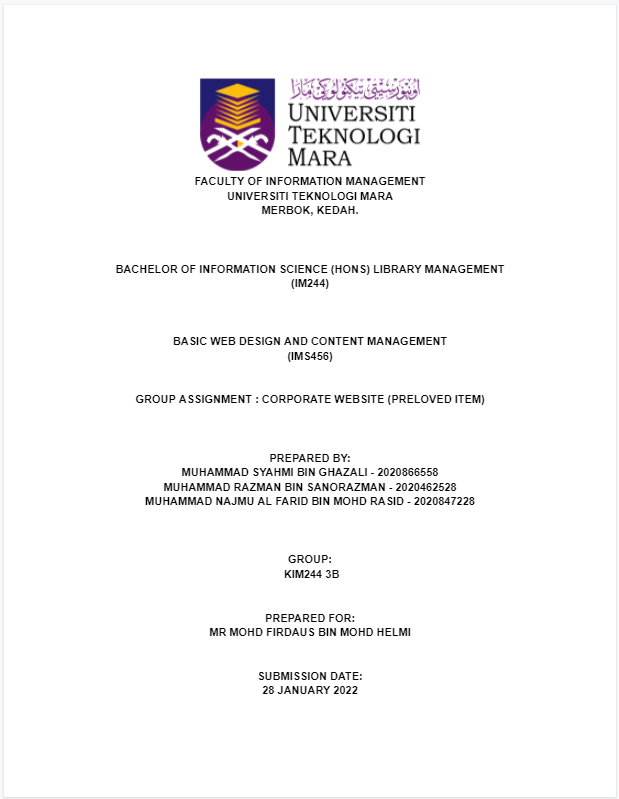 اونيۏرسيتي تيكنولوڬي مارا
UNIVERSITI
TEKNOLOGI
MARA
FACULTY OF INFORMATION MANAGEMENT
UNIVERSITI TEKNOLOGI MARA
MERBOK, KEDAH.
BACHELOR OF INFORMATION SCIENCE (HONS) LIBRARY MANAGEMENT
(IM244)
BASIC WEB DESIGN AND CONTENT MANAGEMENT
(IMS456)
GROUP ASSIGNMENT : CORPORATE WEBSITE (PRELOVED ITEM)
PREPARED BY:
MUHAMMAD SYAHMI BIN GHAZALI - 2020866558
MUHAMMAD RAZMAN BIN SANORAZMAN - 2020462528
MUHAMMAD NAJMU AL FARID BIN MOHD RASID - 2020847228
GROUP:
KIM244 3B
PREPARED FOR:
MR MOHD FIRDAUS BIN MOHD HELMI
SUBMISSION DATE:
28 JANUARY 2022